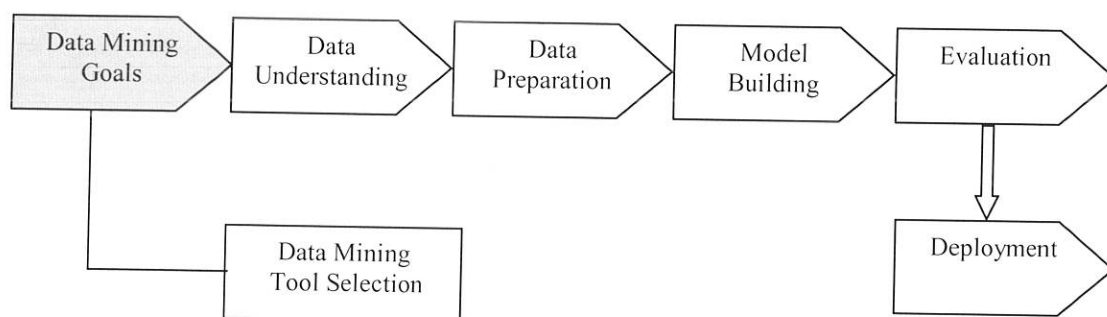 Data Mining
Goals
Data
Understanding
Data
Preparation
Model
Building
Evaluation
Data Mining
Tool Selection
Deployment